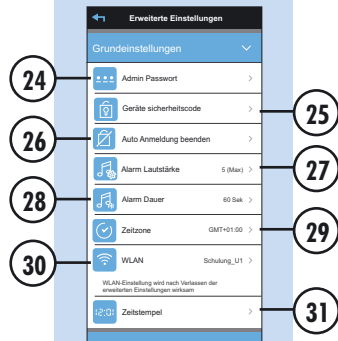 Erweiterte Einstellungen
Grundeinstellungen
24
Admin Passwort
Geräte sicherheitscode
25
26
Auto Anmeldung beenden
Alarm Lautstärke 5 (Max)
27
28
Alarm Dauer 60 Sek
Zeitzone GMT+01:00
29
30
WLAN Schulung_U1
WLAN-Einstellung wird nach Verlassen der
erweiterten Einstellungen wirksam
12:0:
Zeitstempel
31